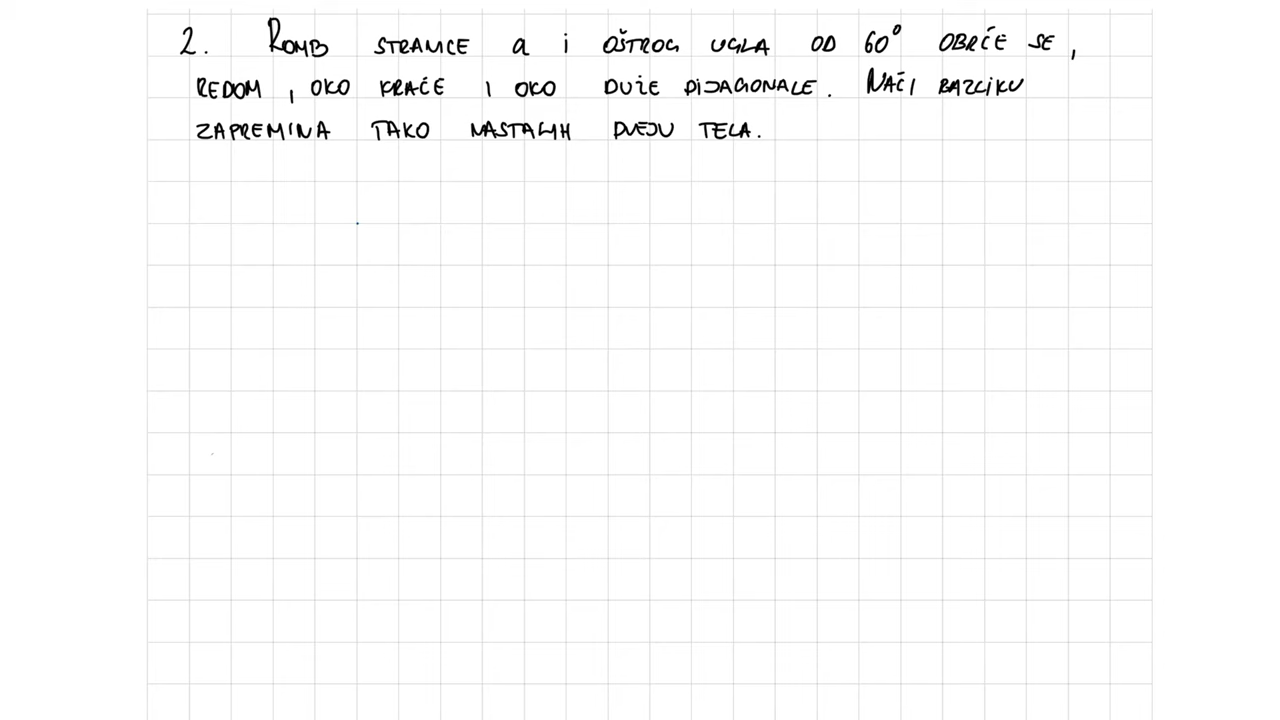 2. ROMB STRANICE a i OŠTROG UGLA OD 60° OBRĆE SE,
REDOM, OKO KRAĆE I OKO DUŽE DIJAGONALE. NAĆI RAZLIKU
ZAPREMINA TAKO NASTALIH DVEJU TELA.